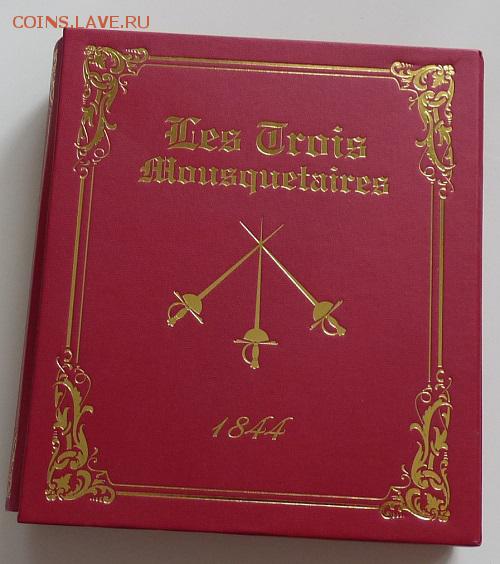 COINS.LAVE.RU
Les Trois
Mousquetaires
1844